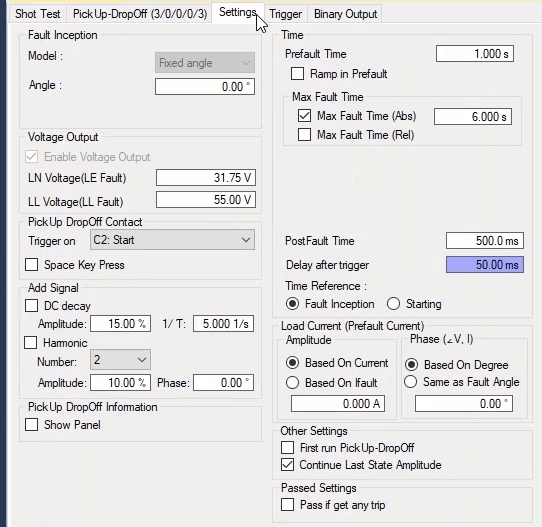 Shot Test PickUp-DropOff (3/0/0/0/3) Settings Trigger Binary Output
Fault Inception
Model : Fixed angle
Angle : 0.00 °
Voltage Output
Enable Voltage Output
LN Voltage(LE Fault) 31.75 V
LL Voltage(LL Fault) 55.00 V
PickUp DropOff Contact
Trigger on C2: Start
Space Key Press
Add Signal
DC decay
Amplitude: 15.00 % 1/ T: 5.000 1/s
Harmonic
Number: 2
Amplitude: 10.00 % Phase: 0.00 °
PickUp DropOff Information
Show Panel
Time
Prefault Time 1.000 s
Ramp in Prefault
Max Fault Time
Max Fault Time (Abs) 6.000 s
Max Fault Time (Rel)
PostFault Time 500.0 ms
Delay after trigger 50.00 ms
Time Reference :
Fault Inception Starting
Load Current (Prefault Current)
Amplitude
Based On Current
Based On Ifault
0.000 A
Phase (∠V, I)
Based On Degree
Same as Fault Angle
0.00 °
Other Settings
First run PickUp-DropOff
Continue Last State Amplitude
Passed Settings
Pass if get any trip